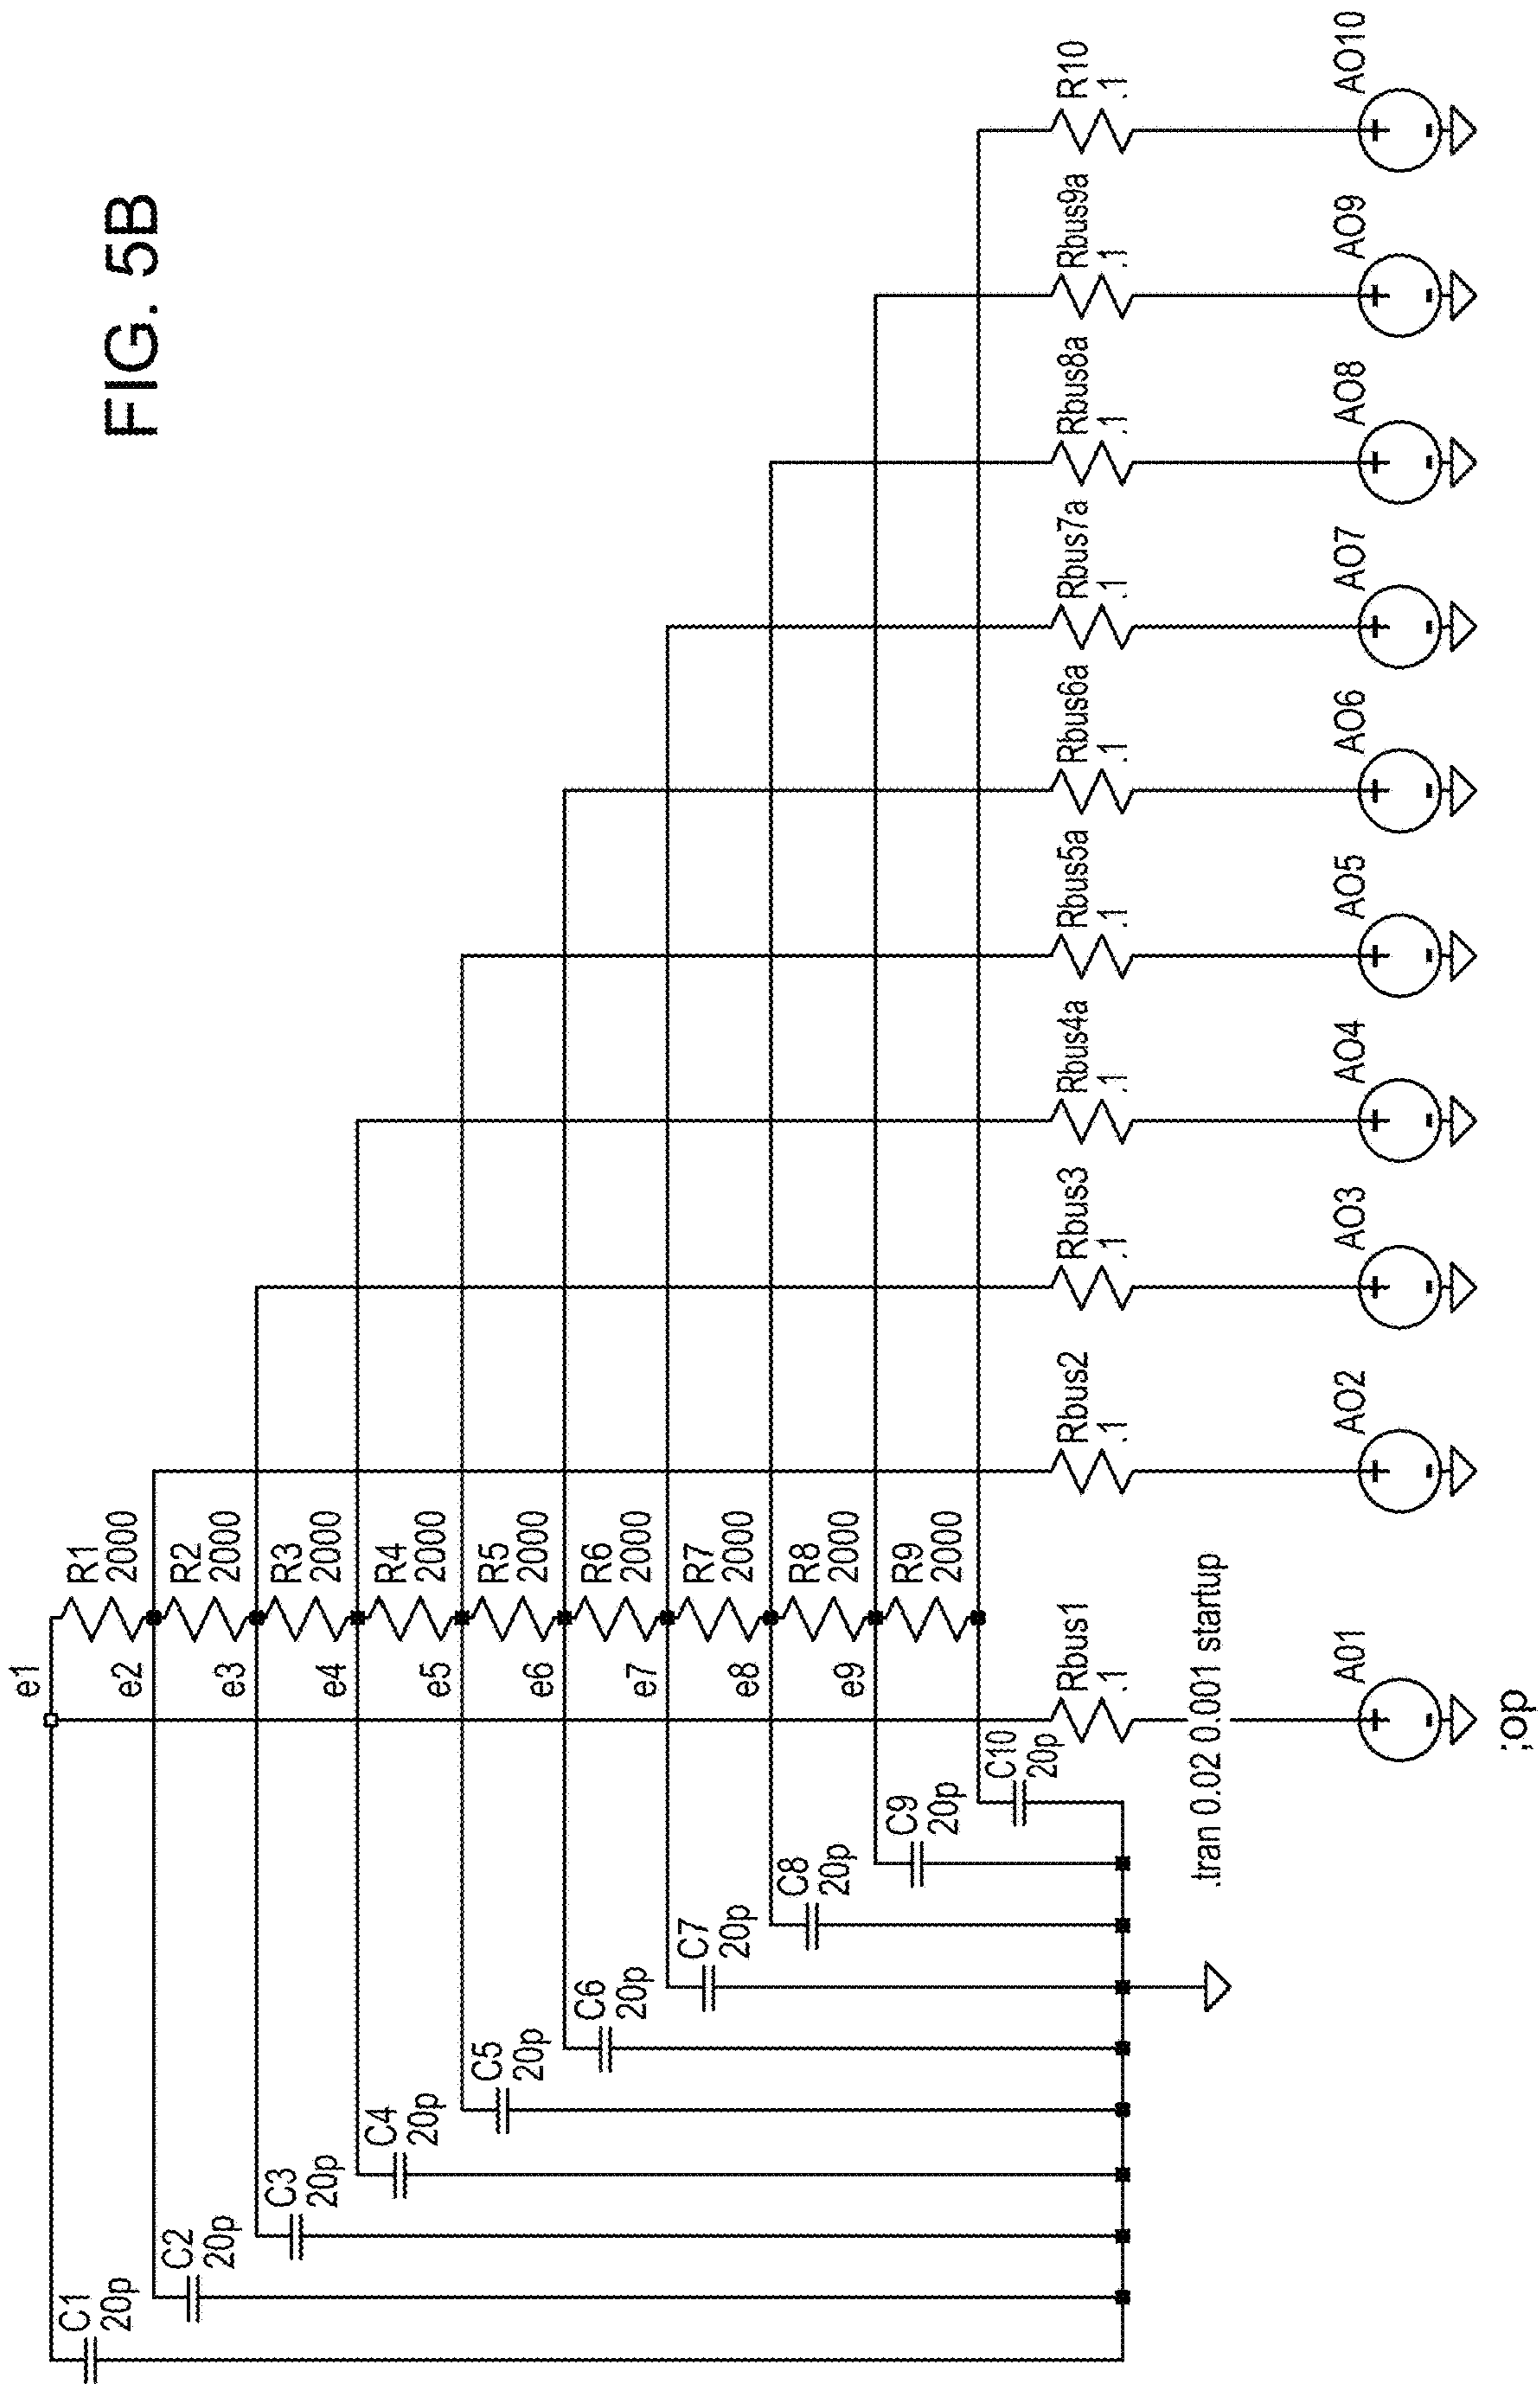 FIG. 5B
e1
R1
2000
e2
R2
2000
e3
R3
2000
e4
R4
2000
e5
R5
2000
e6
R6
2000
e7
R7
2000
e8
R8
2000
e9
R9
2000
C1
20p
C2
20p
C3
20p
C4
20p
C5
20p
C6
20p
C7
20p
C8
20p
C9
20p
C10
20p
Rbus1
.1
Rbus2
.1
Rbus3
.1
Rbus4a
.1
Rbus5a
.1
Rbus6a
.1
Rbus7a
.1
Rbus8a
.1
Rbus9a
.1
R10
.1
.tran 0.02 0.001 startup
A01
AO2
AO3
AO4
AO5
AO6
AO7
AO8
AO9
AO10
;op